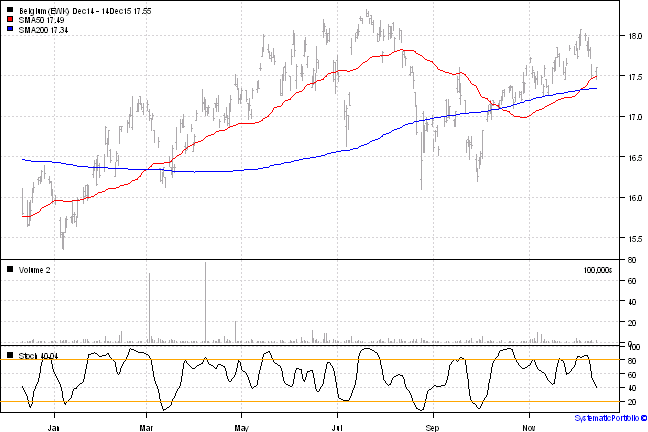 Belgium (EWK) Dec14 - 14Dec15 17.55
SMA50 17.49
SMA200 17.34
18.0
17.5
17.0
16.5
16.0
15.5
Volume 2
100,000s
80
60
40
20
0
Stoch 40.04
100
80
60
40
20
Jan
Mar
May
Jul
Sep
Nov
SystematicPortfolio ©